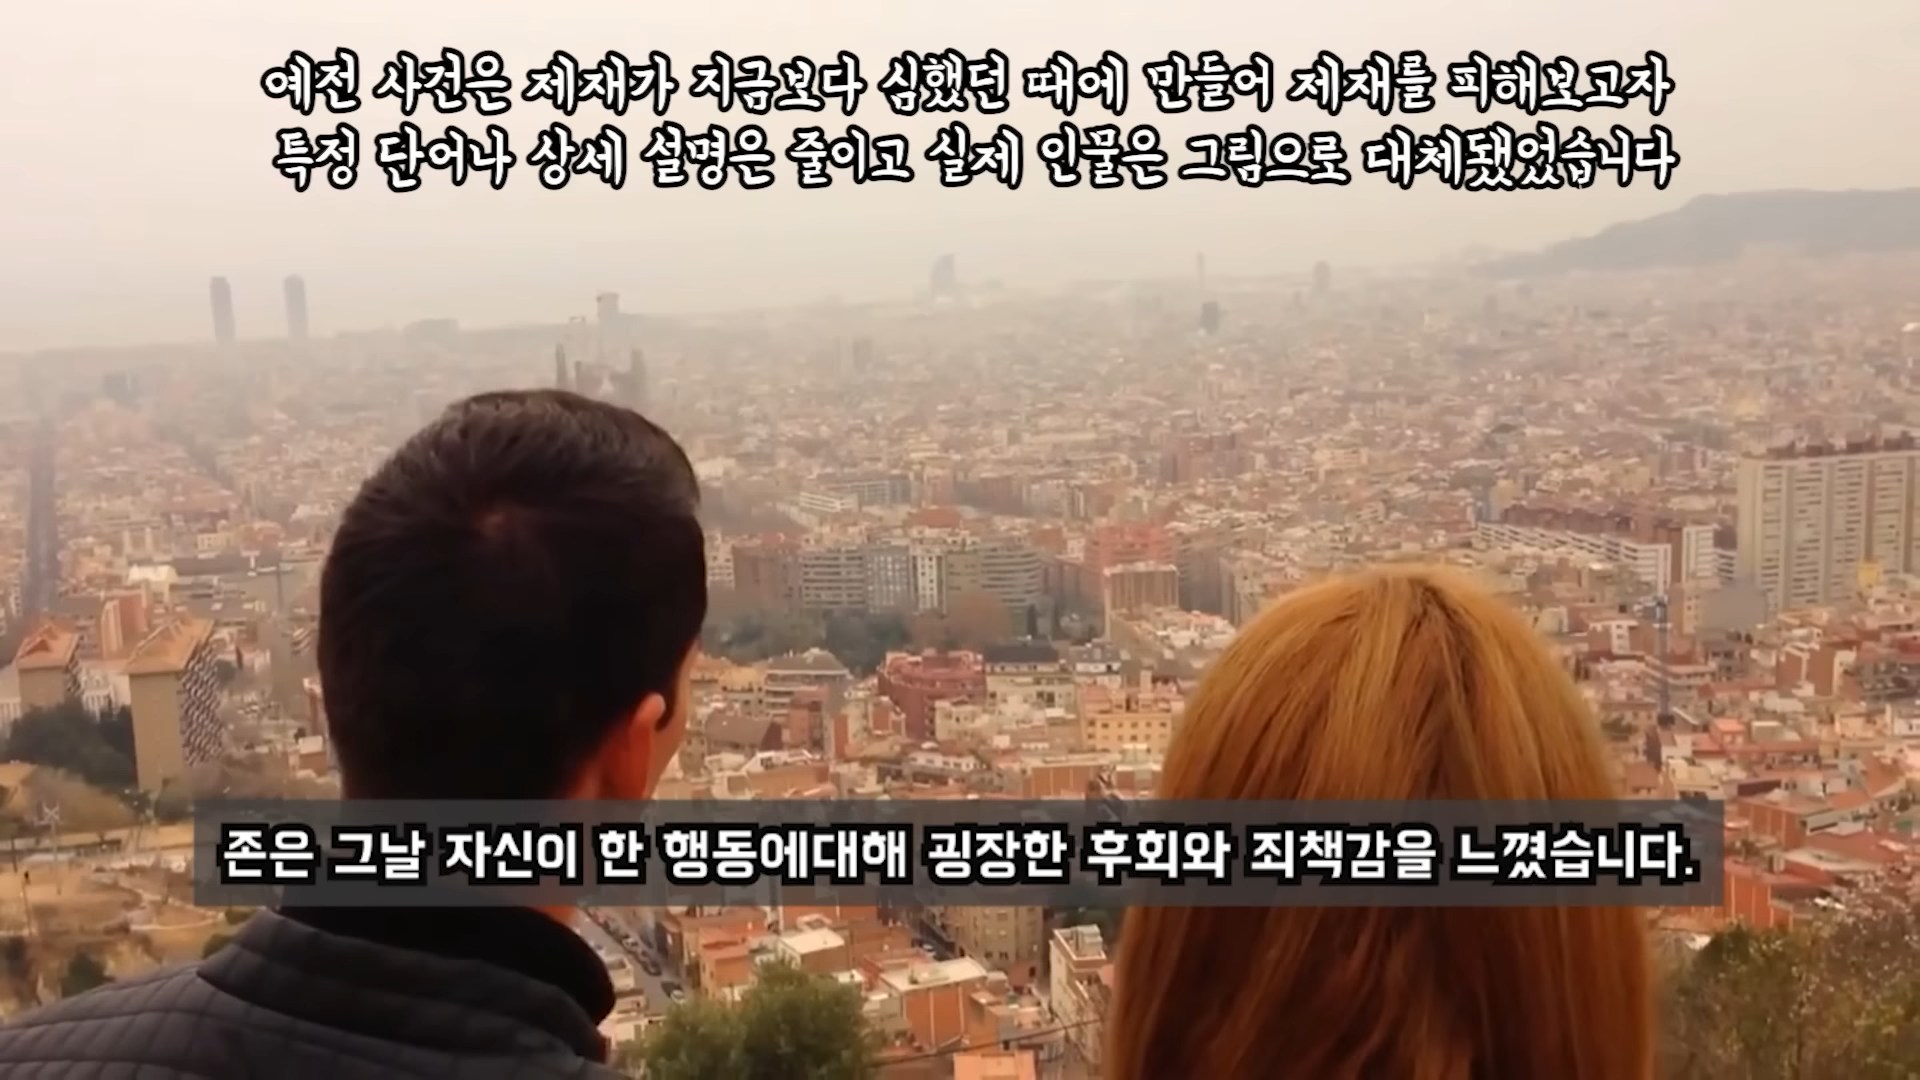 예전 사건은 제재가 지금보다 심했던 때에 만들어 제재를 피해보고자
특정 단어나 상세 설명은 줄이고 실제 인물은 그림으로 대체됐었습니다
존은 그날 자신이 한 행동에대해 굉장한 후회와 죄책감을 느꼈습니다.